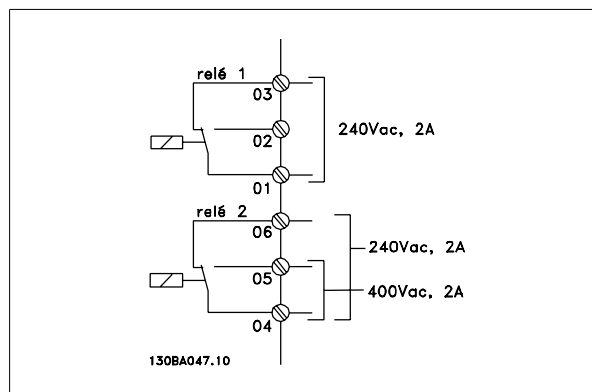 relé 1
03
02
01
240Vac, 2A
relé 2
06
05
04
240Vac, 2A
400Vac, 2A
130BA047.10